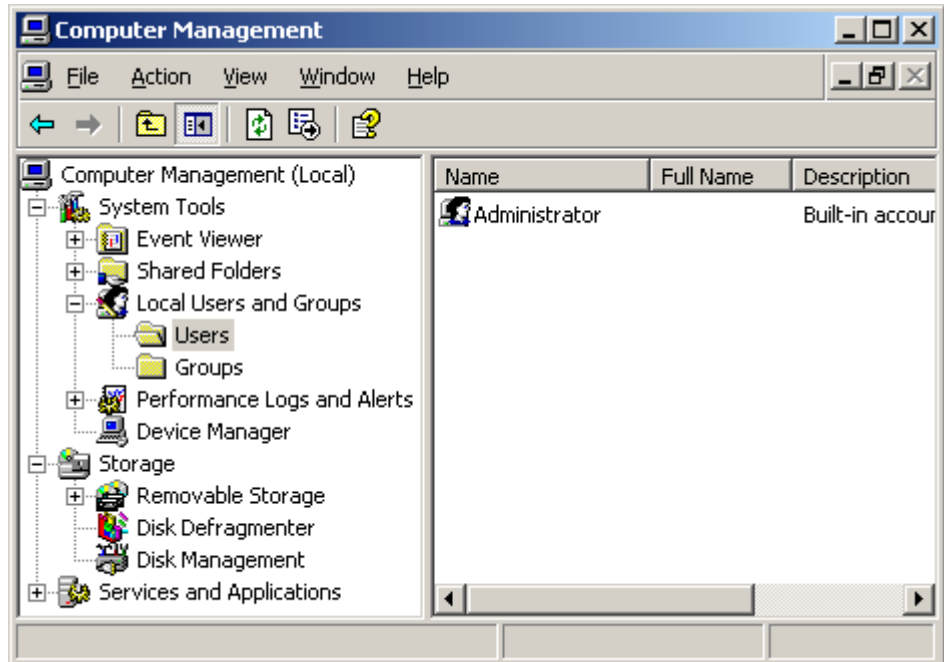 Computer Management
File Action View Window Help
Computer Management (Local)
System Tools
Event Viewer
Shared Folders
Local Users and Groups
Users
Groups
Performance Logs and Alerts
Device Manager
Storage
Removable Storage
Disk Defragmenter
Disk Management
Services and Applications
Name Full Name Description
Administrator Built-in accour